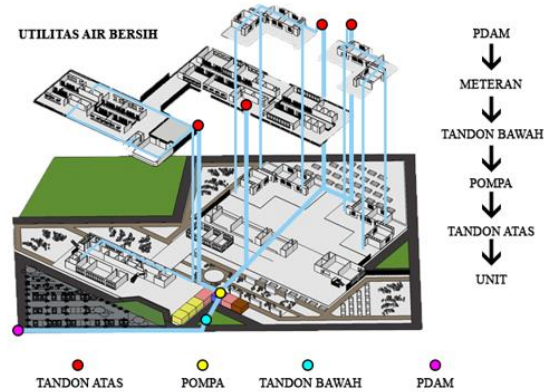 UTILITAS AIR BERSIH
PDAM
METERAN
TANDON BAWAH
POMPA
TANDON ATAS
UNIT
TANDON ATAS
POMPA
TANDON BAWAH
PDAM